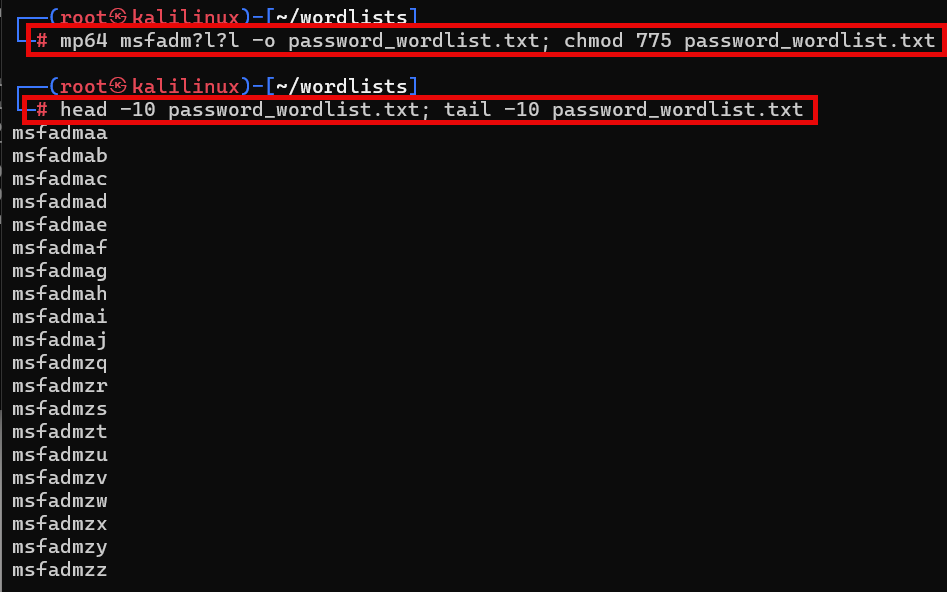 ┌──(root㉿kalilinux)-[~/wordlists]
└─# mp64 msfadm?l?l -o password_wordlist.txt; chmod 775 password_wordlist.txt
┌──(root㉿kalilinux)-[~/wordlists]
└─# head -10 password_wordlist.txt; tail -10 password_wordlist.txt
msfadmaa
msfadmab
msfadmac
msfadmad
msfadmae
msfadmaf
msfadmag
msfadmah
msfadmai
msfadmaj
msfadmzq
msfadmzr
msfadmzs
msfadmzt
msfadmzu
msfadmzv
msfadmzw
msfadmzx
msfadmzy
msfadmzz